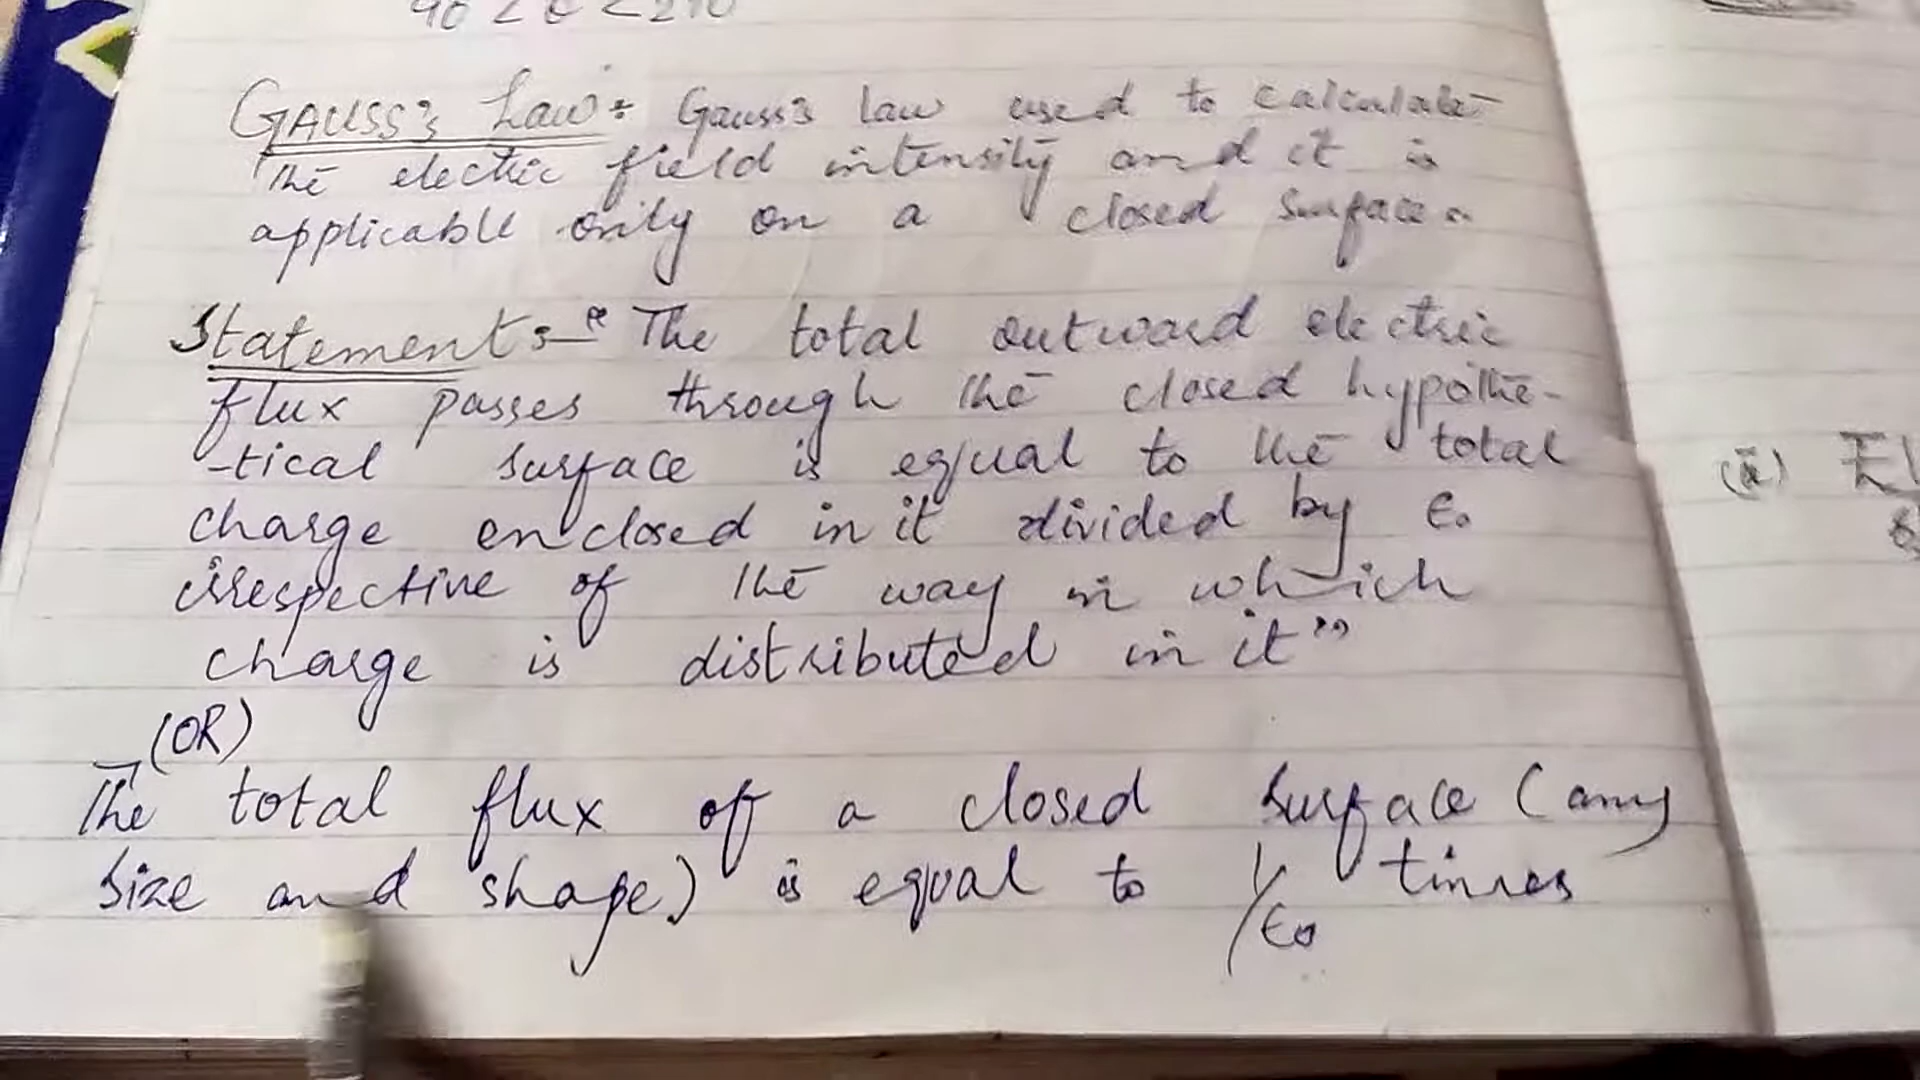 90 < θ < 270
GAUSS's Law:- Gauss's law used to calculate
the electric field intensity and it is
applicable only on a closed surface.
Statement:- "The total outward electric
flux passes through the closed hypothe-
-tical surface is equal to the total
charge enclosed in it divided by ϵ₀
irrespective of the way in which
charge is distributed in it"
(OR)
The total flux off a closed surface (any
size and shape) is equal to 1/ϵ₀ times